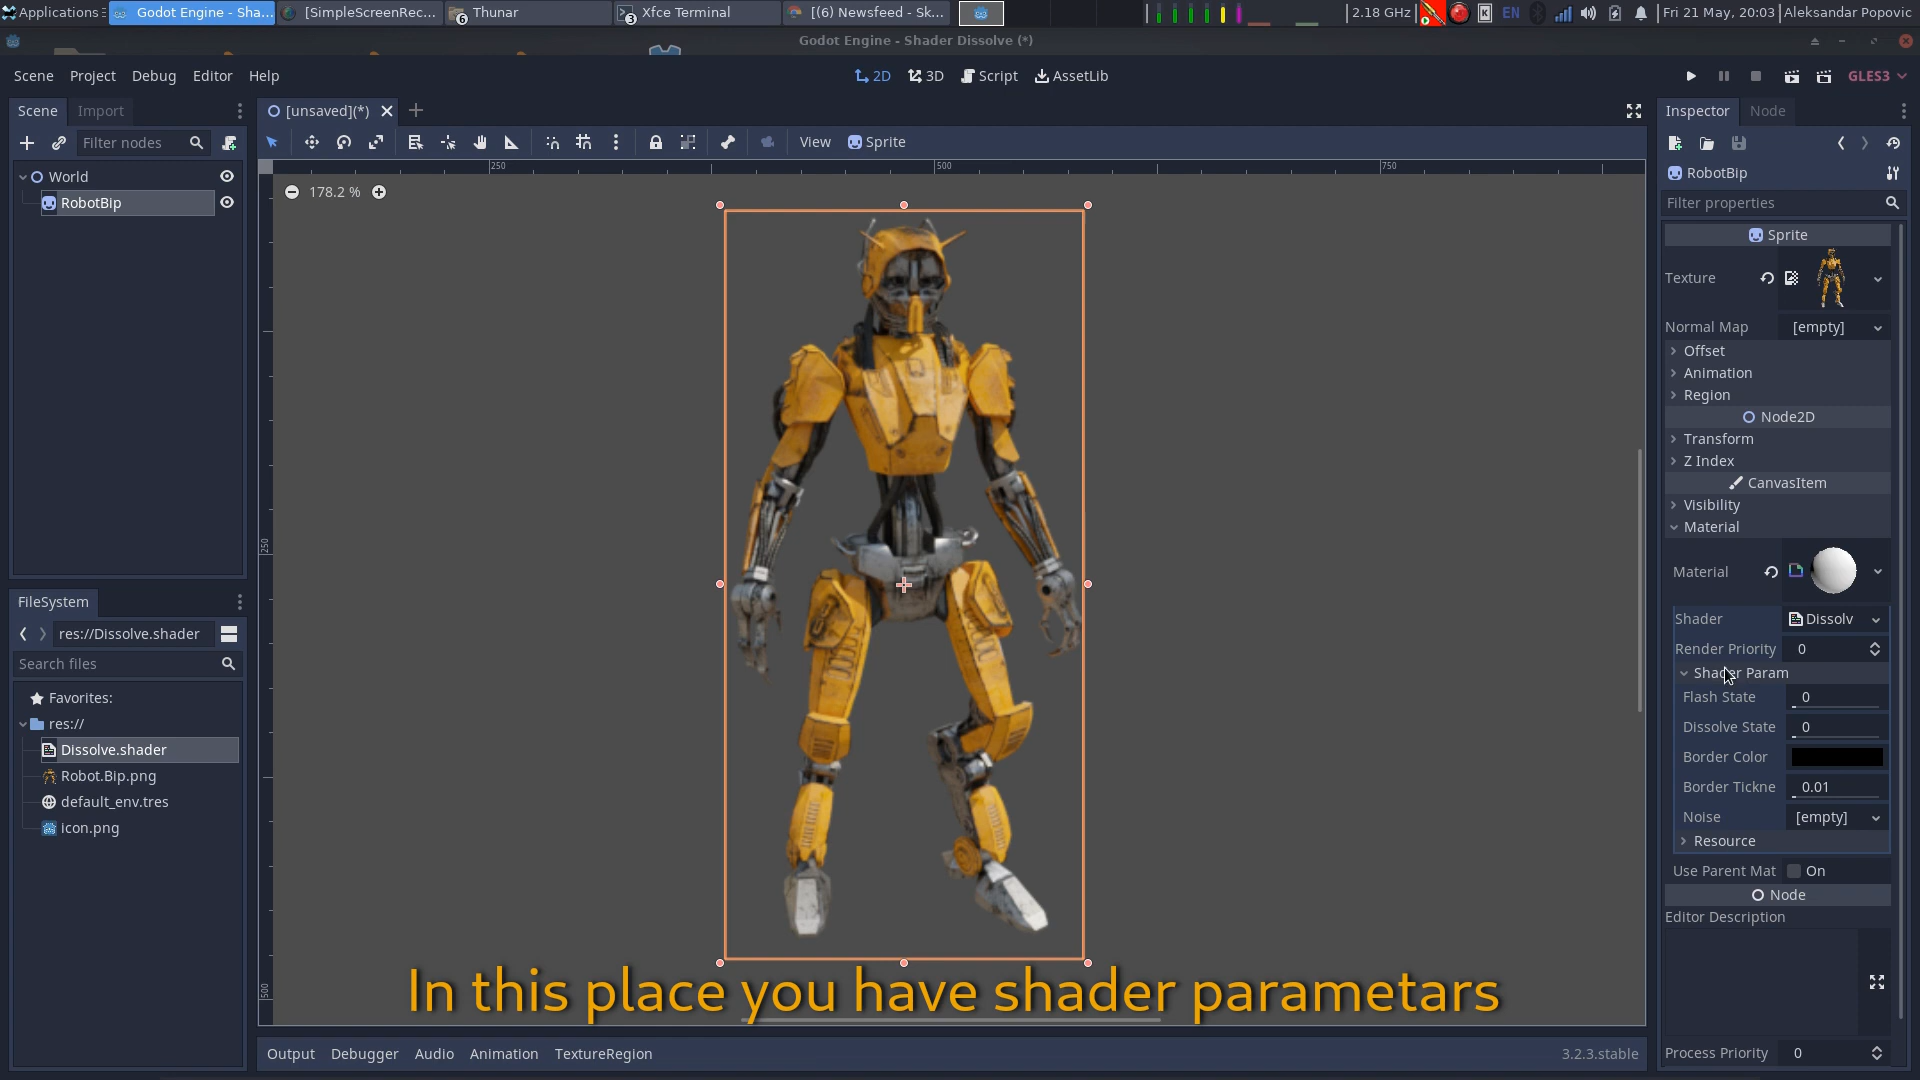 Applications
Godot Engine - Sha...
[SimpleScreenRec...
6
Thunar
3
Xfce Terminal
[(6) Newsfeed - Sk...
2.18 GHz
EN
Fri 21 May, 20:03
Aleksandar Popovic
Godot Engine - Shader Dissolve (*)
Scene
Project
Debug
Editor
Help
2D
3D
Script
AssetLib
GLES3
Scene
Import
[unsaved](*)
Inspector
Node
Filter nodes
View
Sprite
World
RobotBip
178.2 %
250
500
750
250
500
RobotBip
Filter properties
Sprite
Texture
Normal Map
[empty]
Offset
Animation
Region
Node2D
Transform
Z Index
CanvasItem
Visibility
Material
Material
Shader
Dissolv
Render Priority
0
Shader Param
Flash State
0
Dissolve State
0
Border Color
Border Tickne
0.01
Noise
[empty]
Resource
Use Parent Mat
On
Node
Editor Description
Process Priority
0
FileSystem
res://Dissolve.shader
Search files
Favorites:
res://
Dissolve.shader
Robot.Bip.png
default_env.tres
icon.png
In this place you have shader parametars
Output
Debugger
Audio
Animation
TextureRegion
3.2.3.stable